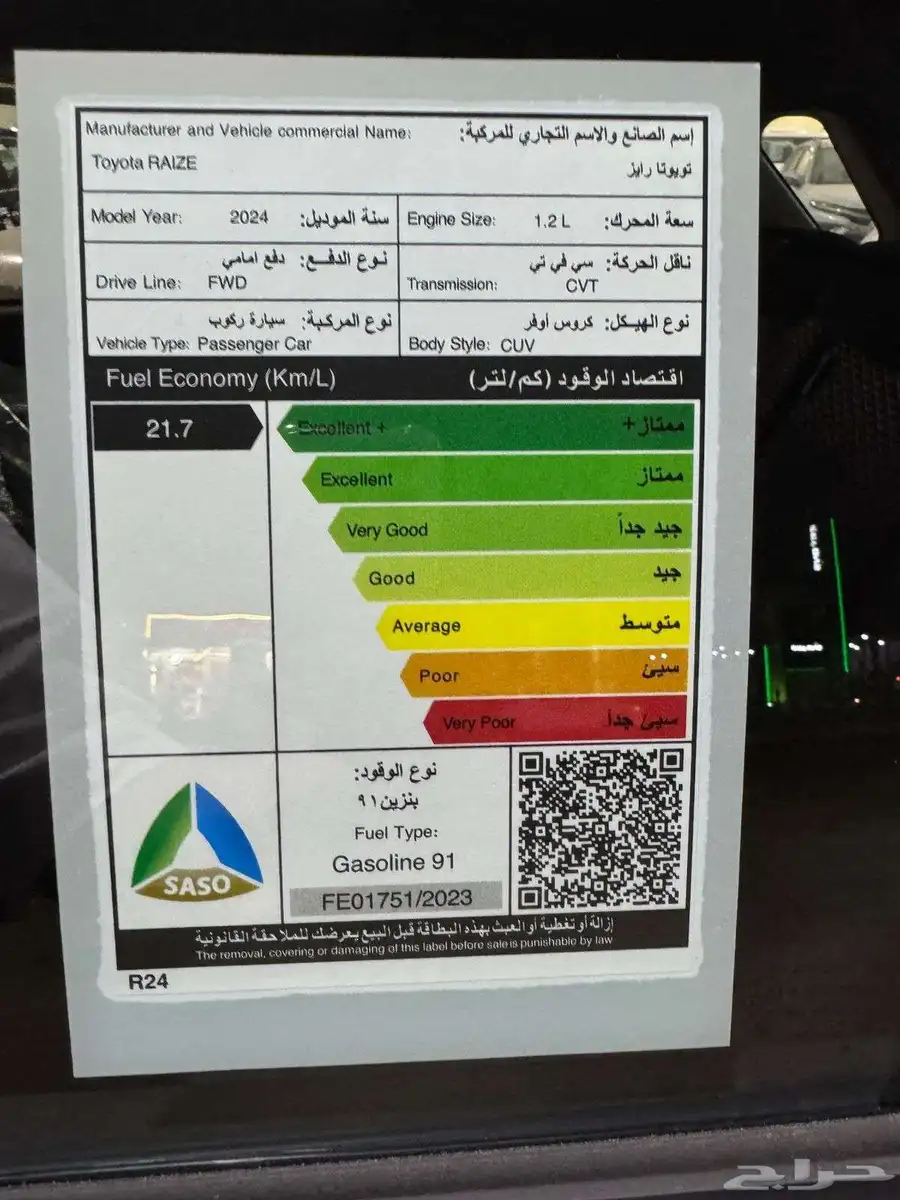 Manufacturer and Vehicle commercial Name: إسم الصانع والاسم التجاري للمركبة:
Toyota RAIZE تويوتا رايز
Model Year: 2024 سنة الموديل:
Engine Size: 1.2 L سعة المحرك:
نوع الدفع: دفع امامي
Drive Line: FWD
ناقل الحركة: سي في تي
Transmission: CVT
نوع المركبة: سيارة ركوب
Vehicle Type: Passenger Car
نوع الهيكل: كروس أوفر
Body Style: CUV
Fuel Economy (Km/L) اقتصاد الوقود (كم/لتر)
21.7
Excellent + ممتاز+
Excellent ممتاز
Very Good جيد جداً
Good جيد
Average متوسط
Poor سيئ
Very Poor سيئ جداً
SASO
نوع الوقود:
بنزين ٩١
Fuel Type:
Gasoline 91
FE01751/2023
إزالة أو تغطية أو العبث بهذه البطاقة قبل البيع يعرضك للملاحقة القانونية
The removal, covering or damaging of this label before sale is punishable by law
R24
حراج